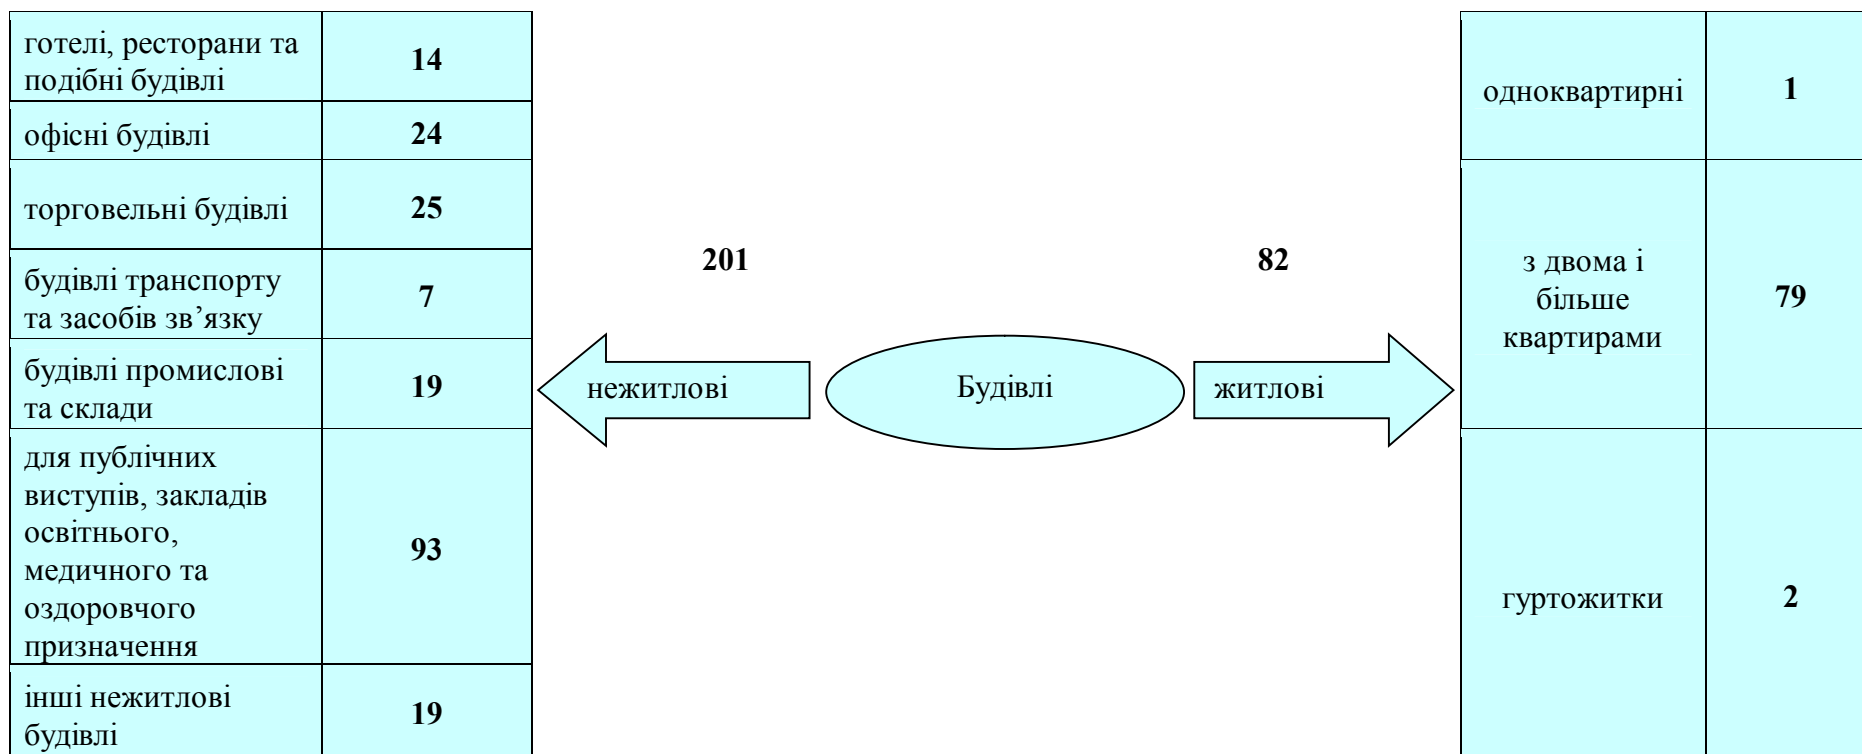 готелі, ресторани та
подібні будівлі
14
офісні будівлі
24
торговельні будівлі
25
будівлі транспорту
та засобів зв’язку
7
будівлі промислові
та склади
19
для публічних
виступів, закладів
освітнього,
медичного та
оздоровчого
призначення
93
інші нежитлові
будівлі
19
201
нежитлові
Будівлі
82
житлові
одноквартирні
1
з двома і
більше
квартирами
79
гуртожитки
2